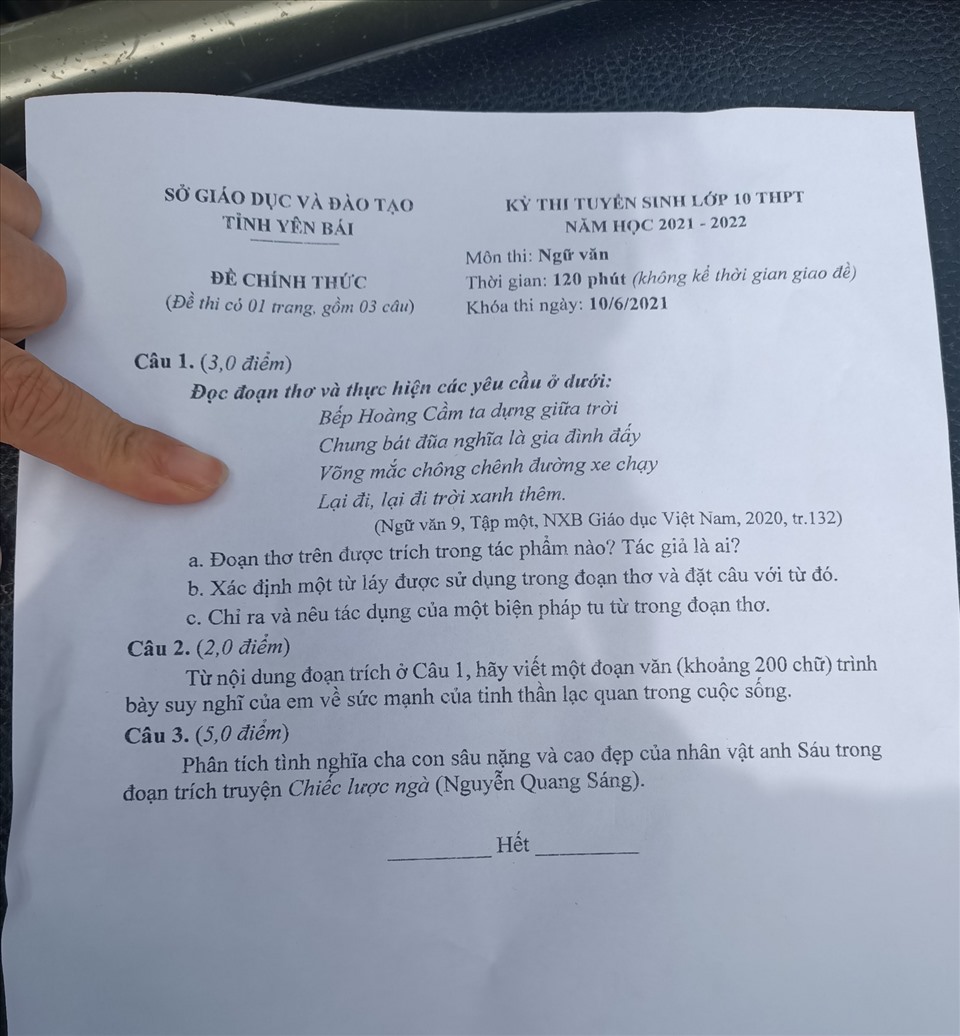 SỞ GIÁO DỤC VÀ ĐÀO TẠO
TỈNH YÊN BÁI
KỲ THI TUYỂN SINH LỚP 10 THPT
NĂM HỌC 2021 - 2022
Môn thi: Ngữ văn
ĐỀ CHÍNH THỨC
Thời gian: 120 phút (không kể thời gian giao đề)
(Đề thi có 01 trang, gồm 03 câu)
Khóa thi ngày: 10/6/2021
Câu 1. (3,0 điểm)
Đọc đoạn thơ và thực hiện các yêu cầu ở dưới:
Bếp Hoàng Cầm ta dựng giữa trời
Chung bát đũa nghĩa là gia đình đấy
Võng mắc chông chênh đường xe chạy
Lại đi, lại đi trời xanh thêm.
(Ngữ văn 9, Tập một, NXB Giáo dục Việt Nam, 2020, tr.132)
a. Đoạn thơ trên được trích trong tác phẩm nào? Tác giả là ai?
b. Xác định một từ láy được sử dụng trong đoạn thơ và đặt câu với từ đó.
c. Chỉ ra và nêu tác dụng của một biện pháp tu từ trong đoạn thơ.
Câu 2. (2,0 điểm)
Từ nội dung đoạn trích ở Câu 1, hãy viết một đoạn văn (khoảng 200 chữ) trình
bày suy nghĩ của em về sức mạnh của tinh thần lạc quan trong cuộc sống.
Câu 3. (5,0 điểm)
Phân tích tình nghĩa cha con sâu nặng và cao đẹp của nhân vật anh Sáu trong
đoạn trích truyện Chiếc lược ngà (Nguyễn Quang Sáng).
Hết